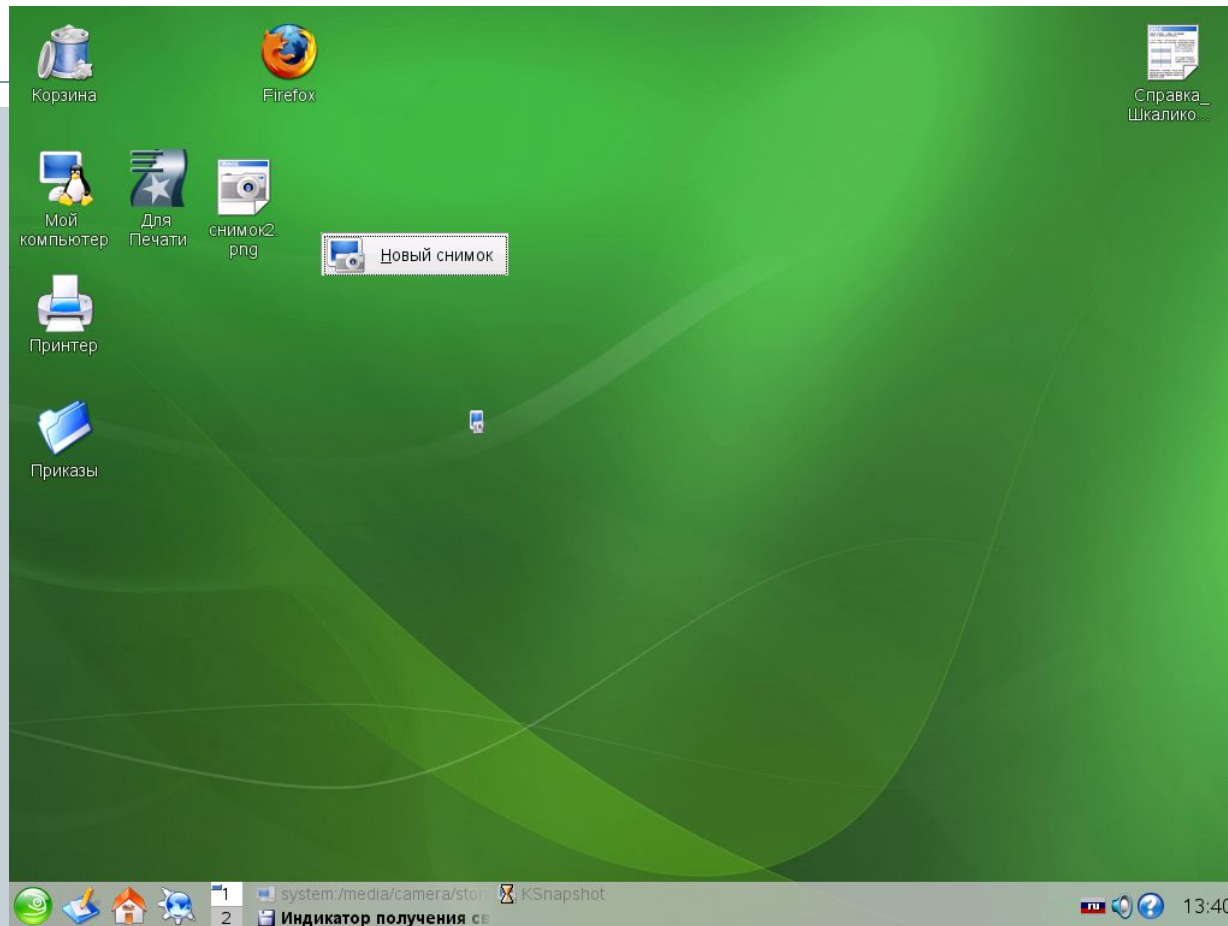 Корзина
Firefox
Справка_
Шкалико...
Мой
компьютер
Для
Печати
снимок2.
png
Новый снимок
Принтер
Приказы
1
system:/media/camera/stor
KSnapshot
2
Индикатор получения св
ru
13:40